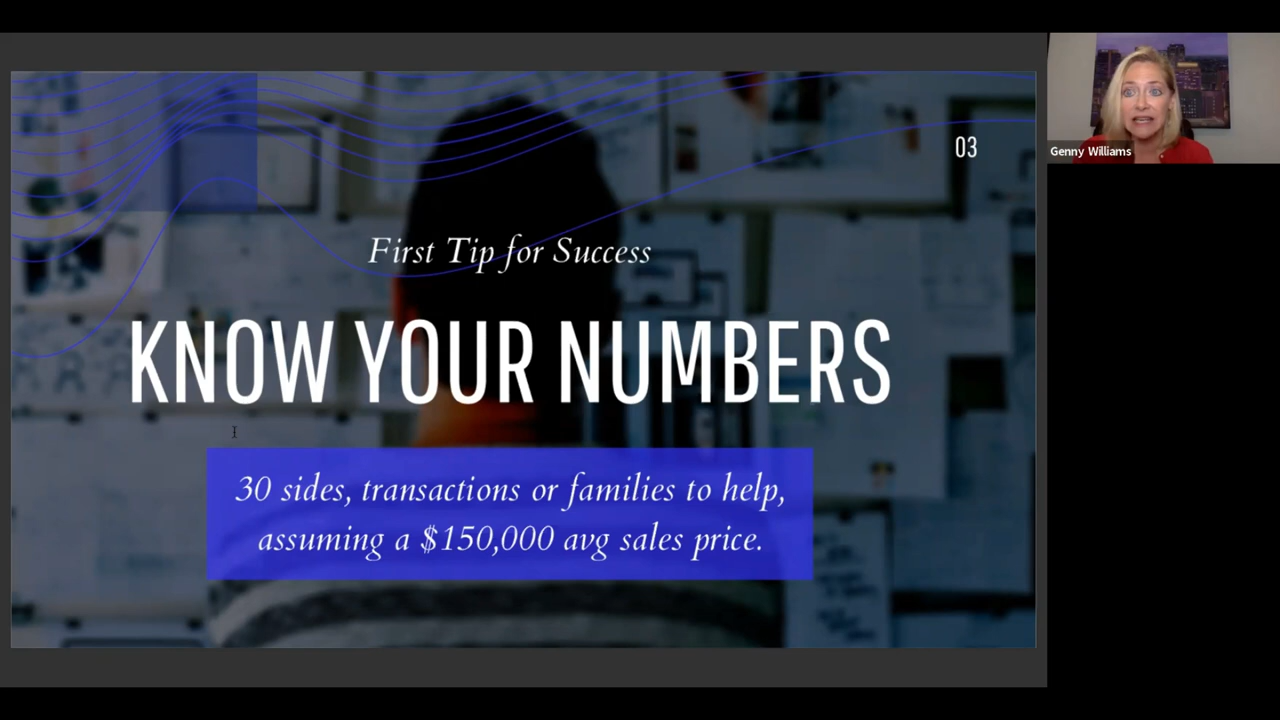 03
First Tip for Success
KNOW YOUR NUMBERS
30 sides, transactions or families to help,
assuming a $150,000 avg sales price.
Genny Williams